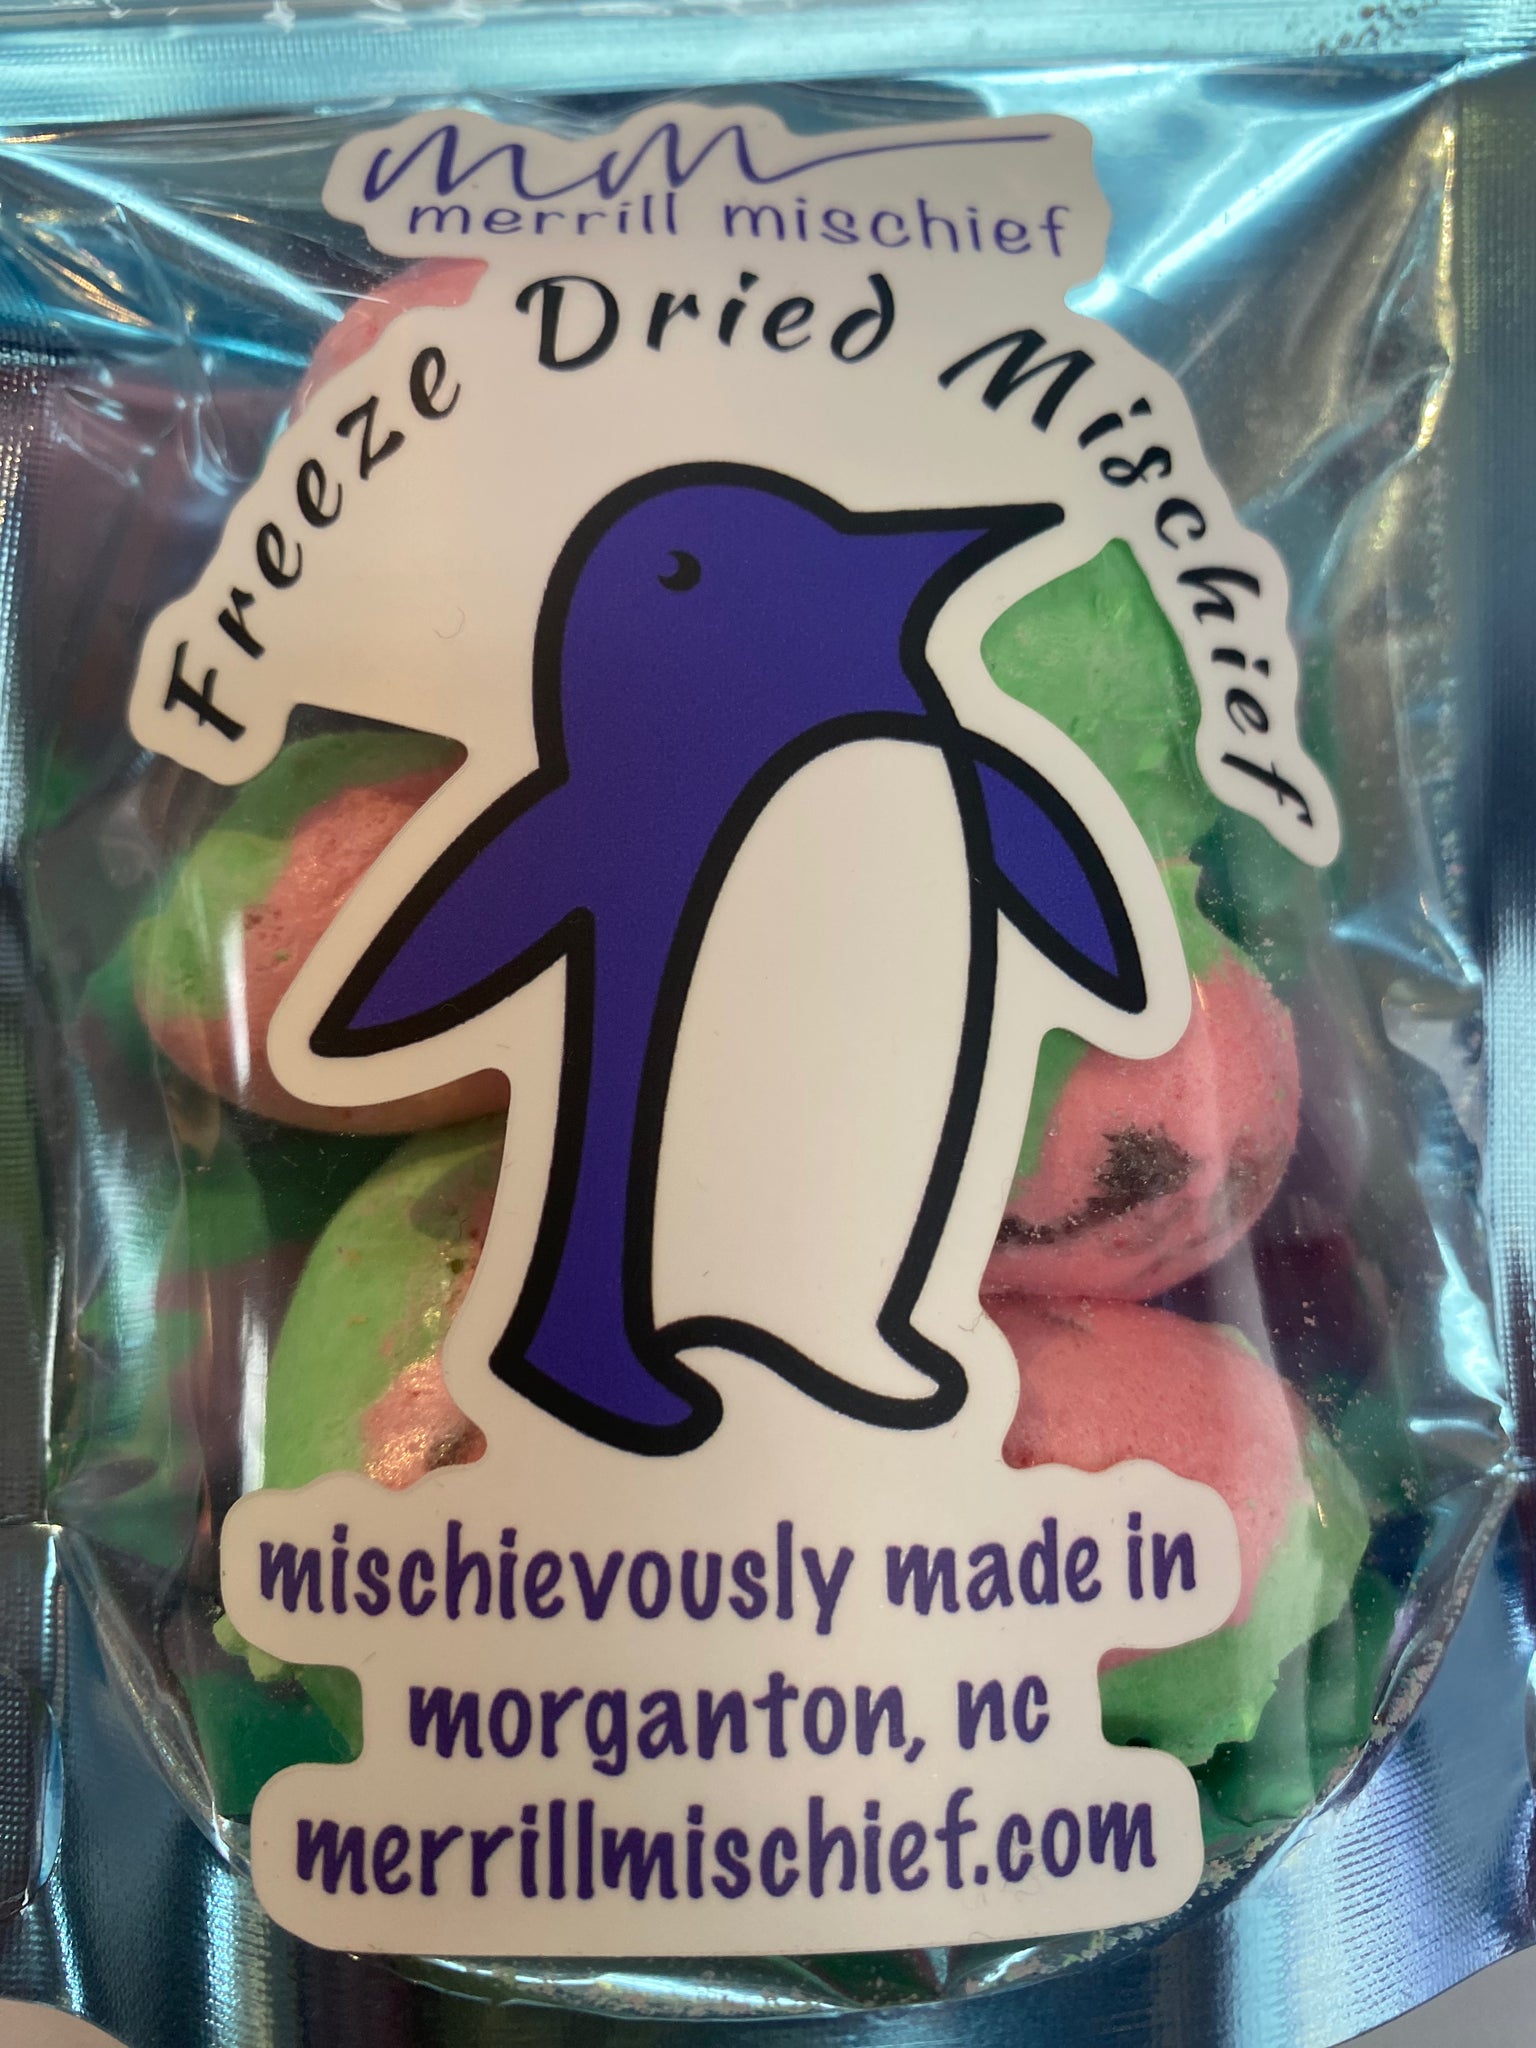 mm
merrill mischief
Freeze Dried Mischief
mischievously made in
morganton, nc
merrillmischief.com